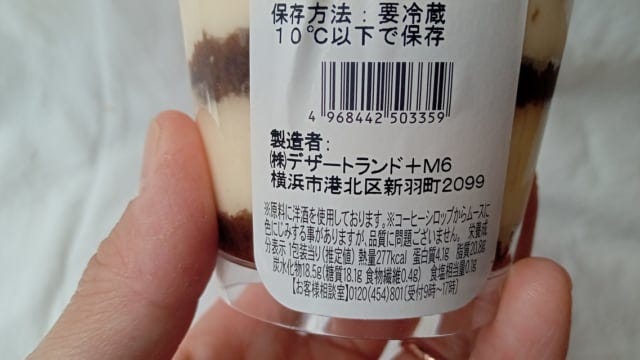 保存方法：要冷蔵
10℃以下で保存
4 968442 503359
製造者：
㈱デザートランド+M6
横浜市港北区新羽町2099
※原料に洋酒を使用しております。※コーヒーシロップからムースに
色にじみする事がありますが、品質に問題ございません。 栄養成
分表示 1包装当り(推定値) 熱量277kcal 蛋白質4.1g 脂質20.8g
炭水化物18.5g(糖質18.1g 食物繊維0.4g) 食塩相当量0.1g
【お客様相談室】0120(454)801(受付9時～17時)